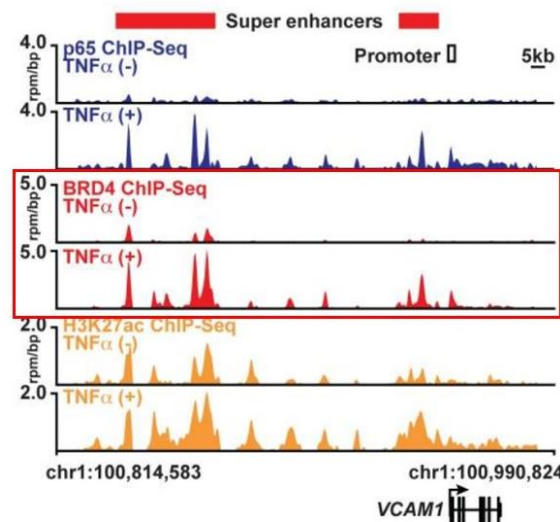 Super enhancers
4.0
p65 ChIP-Seq
Promoter
5kb
rpm/bp
TNFα (-)
4.0
TNFα (+)
5.0
BRD4 ChIP-Seq
rpm/bp
TNFα (-)
5.0
TNFα (+)
2.0
H3K27ac ChIP-Seq
rpm/bp
TNFα (-)
2.0
TNFα (+)
chr1:100,814,583
chr1:100,990,824
VCAM1